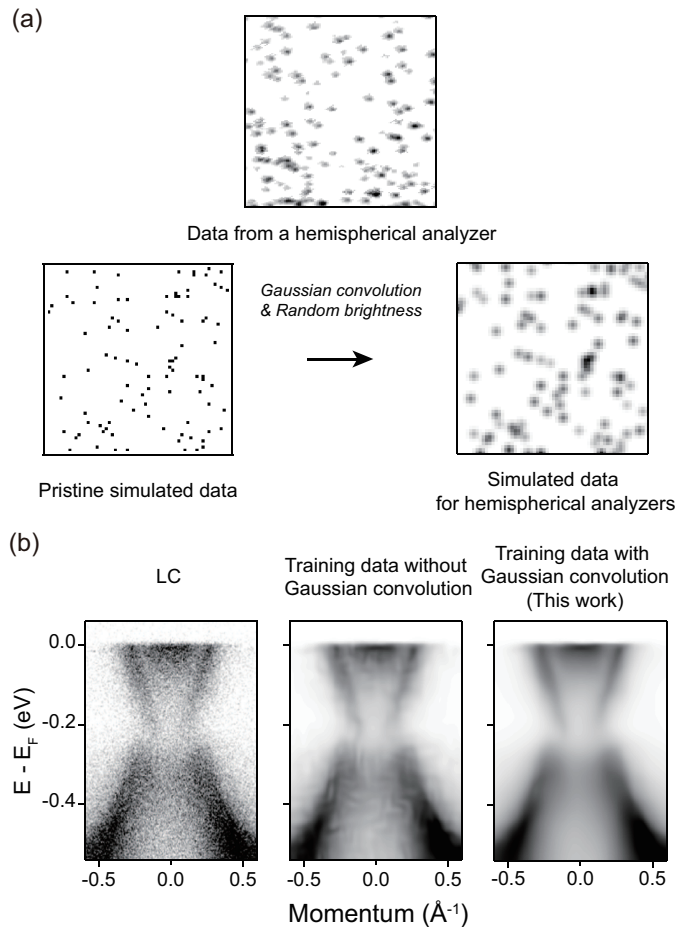 (a)
Data from a hemispherical analyzer
Gaussian convolution
& Random brightness
Pristine simulated data
Simulated data
for hemispherical analyzers
(b)
LC
Training data without
Gaussian convolution
Training data with
Gaussian convolution
(This work)
E - E_F (eV)
0.0
-0.2
-0.4
-0.5 0.0 0.5
-0.5 0.0 0.5
-0.5 0.0 0.5
Momentum (Å⁻¹)